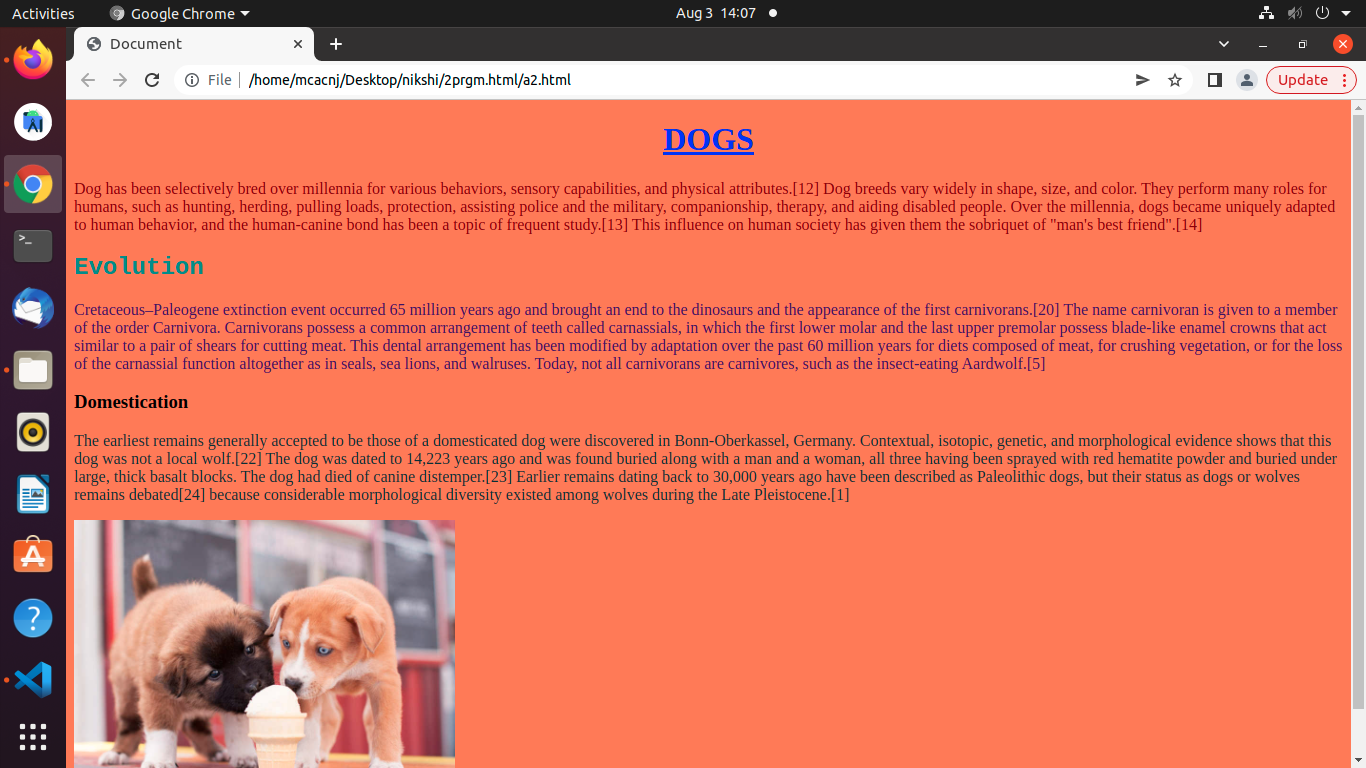 Activities
Google Chrome
Aug 3 14:07
Document
File
/home/mcacnj/Desktop/nikshi/2prgm.html/a2.html
Update
DOGS
Dog has been selectively bred over millennia for various behaviors, sensory capabilities, and physical attributes.[12] Dog breeds vary widely in shape, size, and color. They perform many roles for
humans, such as hunting, herding, pulling loads, protection, assisting police and the military, companionship, therapy, and aiding disabled people. Over the millennia, dogs became uniquely adapted
to human behavior, and the human-canine bond has been a topic of frequent study.[13] This influence on human society has given them the sobriquet of "man's best friend".[14]
Evolution
Cretaceous–Paleogene extinction event occurred 65 million years ago and brought an end to the dinosaurs and the appearance of the first carnivorans.[20] The name carnivoran is given to a member
of the order Carnivora. Carnivorans possess a common arrangement of teeth called carnassials, in which the first lower molar and the last upper premolar possess blade-like enamel crowns that act
similar to a pair of shears for cutting meat. This dental arrangement has been modified by adaptation over the past 60 million years for diets composed of meat, for crushing vegetation, or for the loss
of the carnassial function altogether as in seals, sea lions, and walruses. Today, not all carnivorans are carnivores, such as the insect-eating Aardwolf.[5]
Domestication
The earliest remains generally accepted to be those of a domesticated dog were discovered in Bonn-Oberkassel, Germany. Contextual, isotopic, genetic, and morphological evidence shows that this
dog was not a local wolf.[22] The dog was dated to 14,223 years ago and was found buried along with a man and a woman, all three having been sprayed with red hematite powder and buried under
large, thick basalt blocks. The dog had died of canine distemper.[23] Earlier remains dating back to 30,000 years ago have been described as Paleolithic dogs, but their status as dogs or wolves
remains debated[24] because considerable morphological diversity existed among wolves during the Late Pleistocene.[1]